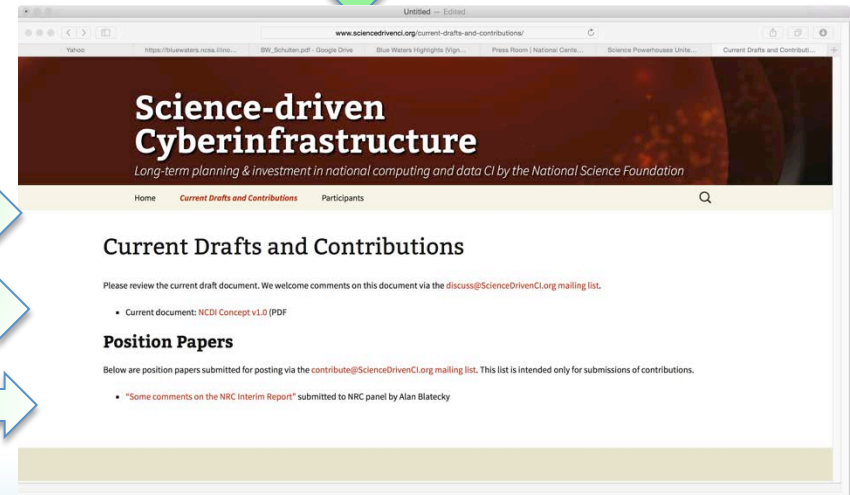 Untitled — Edited
www.sciencedrivenci.org/current-drafts-and-contributions/
Yahoo https://bluewaters.ncsa.illino... BW_Schulten.pdf - Google Drive Blue Waters Highlights (Vign... Press Room | National Cente... Science Powerhouses Unite... Current Drafts and Contributi...
Science-driven
Cyberinfrastructure
Long-term planning & investment in national computing and data CI by the National Science Foundation
Home Current Drafts and Contributions Participants
Current Drafts and Contributions
Please review the current draft document. We welcome comments on this document via the discuss@ScienceDrivenCI.org mailing list.
• Current document: NCDI Concept v1.0 (PDF
Position Papers
Below are position papers submitted for posting via the contribute@ScienceDrivenCI.org mailing list. This list is intended only for submissions of contributions.
• "Some comments on the NRC Interim Report" submitted to NRC panel by Alan Blatecky